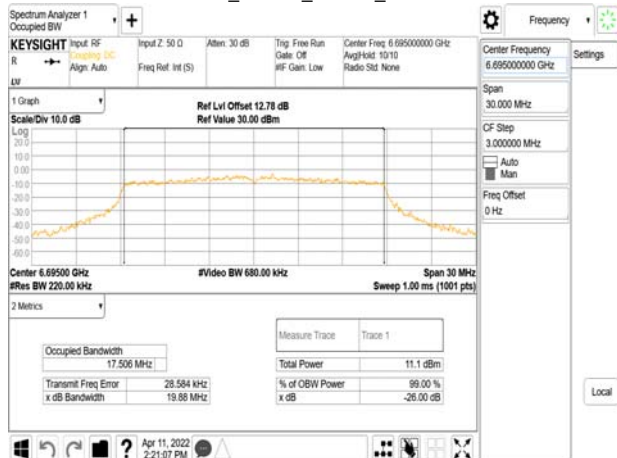 Spectrum Analyzer 1
Occupied BW
Frequency
KEYSIGHT
Input: RF
Coupling: DC
Align: Auto
Input Z: 50 Ω
Freq Ref: Int (S)
Atten: 30 dB
Trig: Free Run
Gate: Off
#IF Gain: Low
Center Freq: 6.695000000 GHz
Avg|Hold: 10/10
Radio Std: None
R
Center Frequency
6.695000000 GHz
Settings
Span
30.000 MHz
CF Step
3.000000 MHz
Auto
Man
Freq Offset
0 Hz
1 Graph
Scale/Div 10.0 dB
Ref Lvl Offset 12.78 dB
Ref Value 30.00 dBm
Log
20.0
10.0
0.00
-10.0
-20.0
-30.0
-40.0
-50.0
-60.0
Center 6.69500 GHz
#Res BW 220.00 kHz
#Video BW 680.00 kHz
Span 30 MHz
Sweep 1.00 ms (1001 pts)
2 Metrics
Measure Trace
Trace 1
Occupied Bandwidth
17.506 MHz
Total Power
11.1 dBm
Transmit Freq Error
28.584 kHz
% of OBW Power
99.00 %
x dB Bandwidth
19.88 MHz
x dB
-26.00 dB
Local
Apr 11, 2022
2:21:07 PM